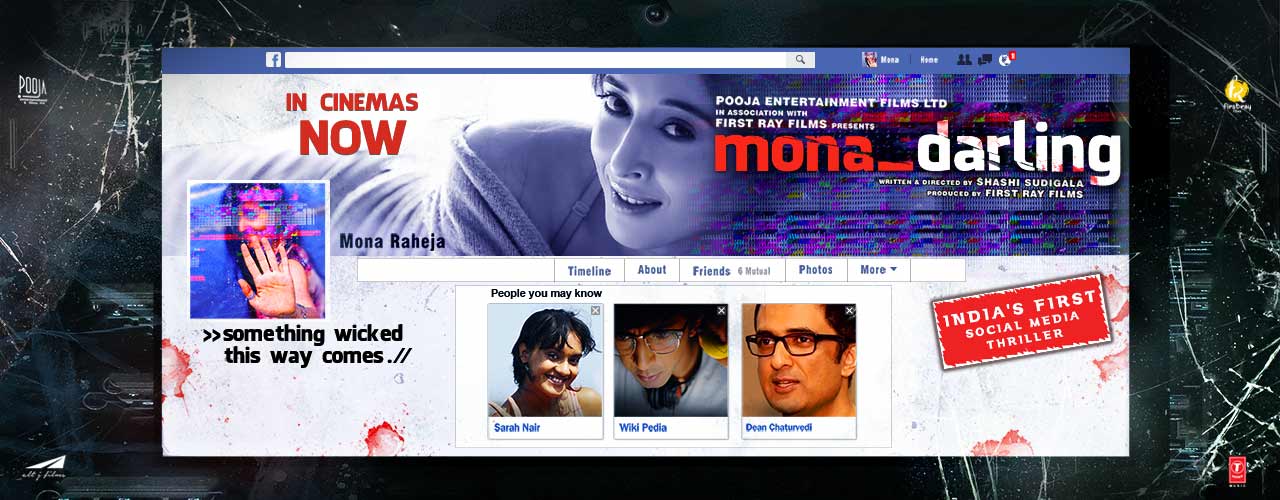 POOJA
f
Mona
Home
IN CINEMAS
NOW
POOJA ENTERTAINMENT FILMS LTD
IN ASSOCIATION WITH
FIRST RAY FILMS PRESENTS
mona_darling
WRITTEN & DIRECTED BY SHASHI SUDIGALA
PRODUCED BY FIRST RAY FILMS
firstray
Mona Raheja
Timeline
About
Friends 6 Mutual
Photos
More
People you may know
>>something wicked
this way comes.//
INDIA'S FIRST
SOCIAL MEDIA
THRILLER
Sarah Nair
Wiki Pedia
Dean Chaturvedi
alt j films
MUSIC